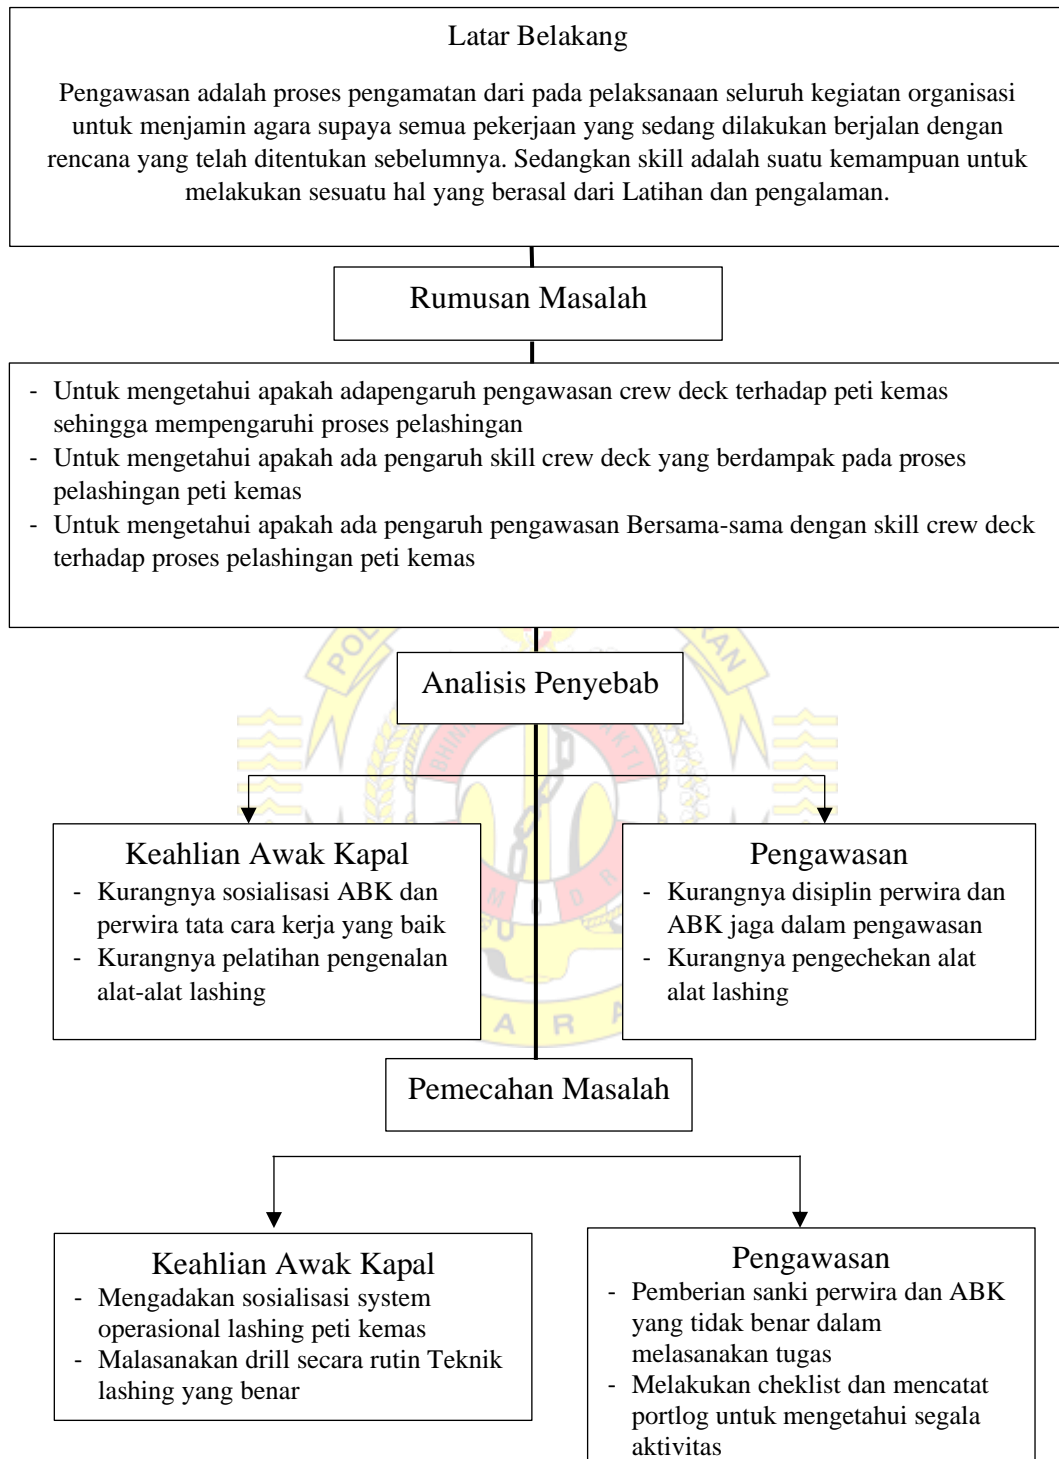 Latar Belakang
Pengawasan adalah proses pengamatan dari pada pelaksanaan seluruh kegiatan organisasi
untuk menjamin agara supaya semua pekerjaan yang sedang dilakukan berjalan dengan
rencana yang telah ditentukan sebelumnya. Sedangkan skill adalah suatu kemampuan untuk
melakukan sesuatu hal yang berasal dari Latihan dan pengalaman.
Rumusan Masalah
- Untuk mengetahui apakah adapengaruh pengawasan crew deck terhadap peti kemas
sehingga mempengaruhi proses pelashingan
- Untuk mengetahui apakah ada pengaruh skill crew deck yang berdampak pada proses
pelashingan peti kemas
- Untuk mengetahui apakah ada pengaruh pengawasan Bersama-sama dengan skill crew deck
terhadap proses pelashingan peti kemas
Analisis Penyebab
Keahlian Awak Kapal
- Kurangnya sosialisasi ABK dan
perwira tata cara kerja yang baik
- Kurangnya pelatihan pengenalan
alat-alat lashing
Pengawasan
- Kurangnya disiplin perwira dan
ABK jaga dalam pengawasan
- Kurangnya pengechekan alat
alat lashing
Pemecahan Masalah
Keahlian Awak Kapal
- Mengadakan sosialisasi system
operasional lashing peti kemas
- Malasanakan drill secara rutin Teknik
lashing yang benar
Pengawasan
- Pemberian sanki perwira dan ABK
yang tidak benar dalam
melasanakan tugas
- Melakukan cheklist dan mencatat
portlog untuk mengetahui segala
aktivitas